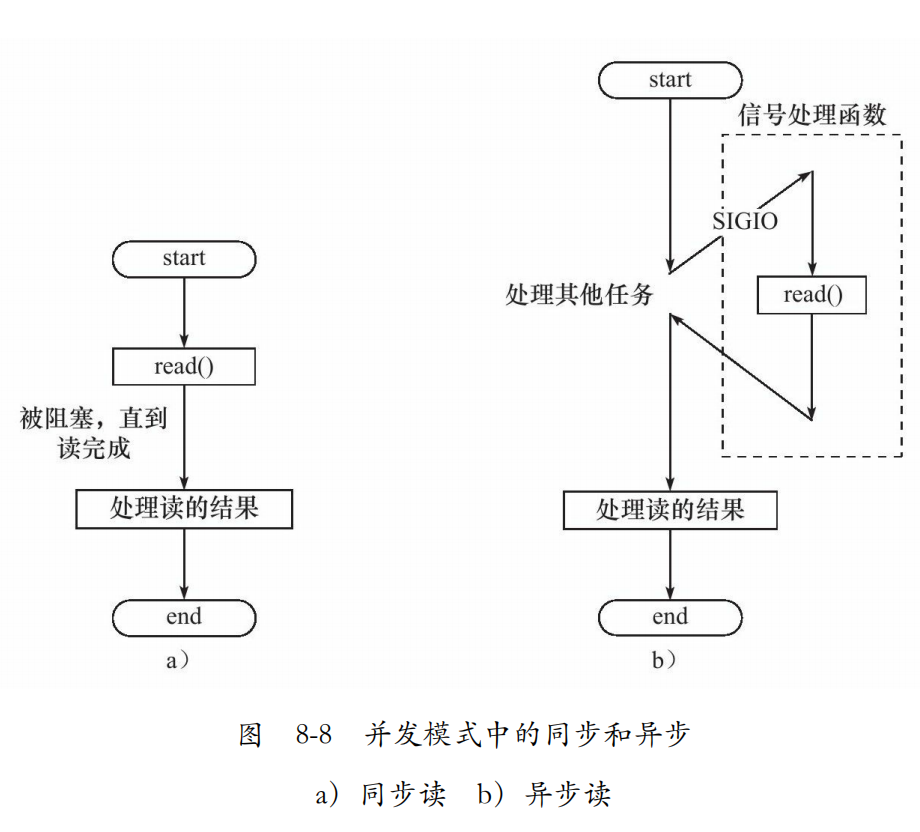 start
read()
被阻塞，直到
读完成
处理读的结果
end
a）
start
信号处理函数
SIGIO
处理其他任务
read()
处理读的结果
end
b）
图 8-8 并发模式中的同步和异步
a）同步读 b）异步读